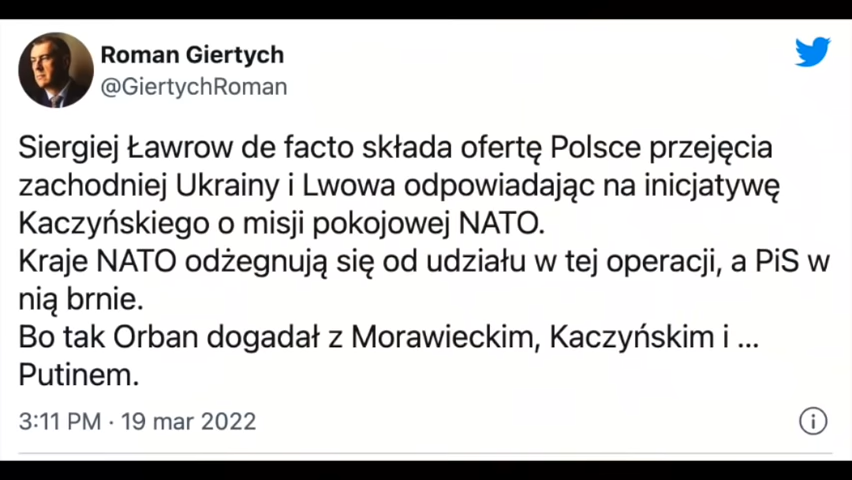 Roman Giertych
@GiertychRoman
Siergiej Ławrow de facto składa ofertę Polsce przejęcia
zachodniej Ukrainy i Lwowa odpowiadając na inicjatywę
Kaczyńskiego o misji pokojowej NATO.
Kraje NATO odżegnują się od udziału w tej operacji, a PiS w
nią brnie.
Bo tak Orban dogadał z Morawieckim, Kaczyńskim i ...
Putinem.
3:11 PM · 19 mar 2022